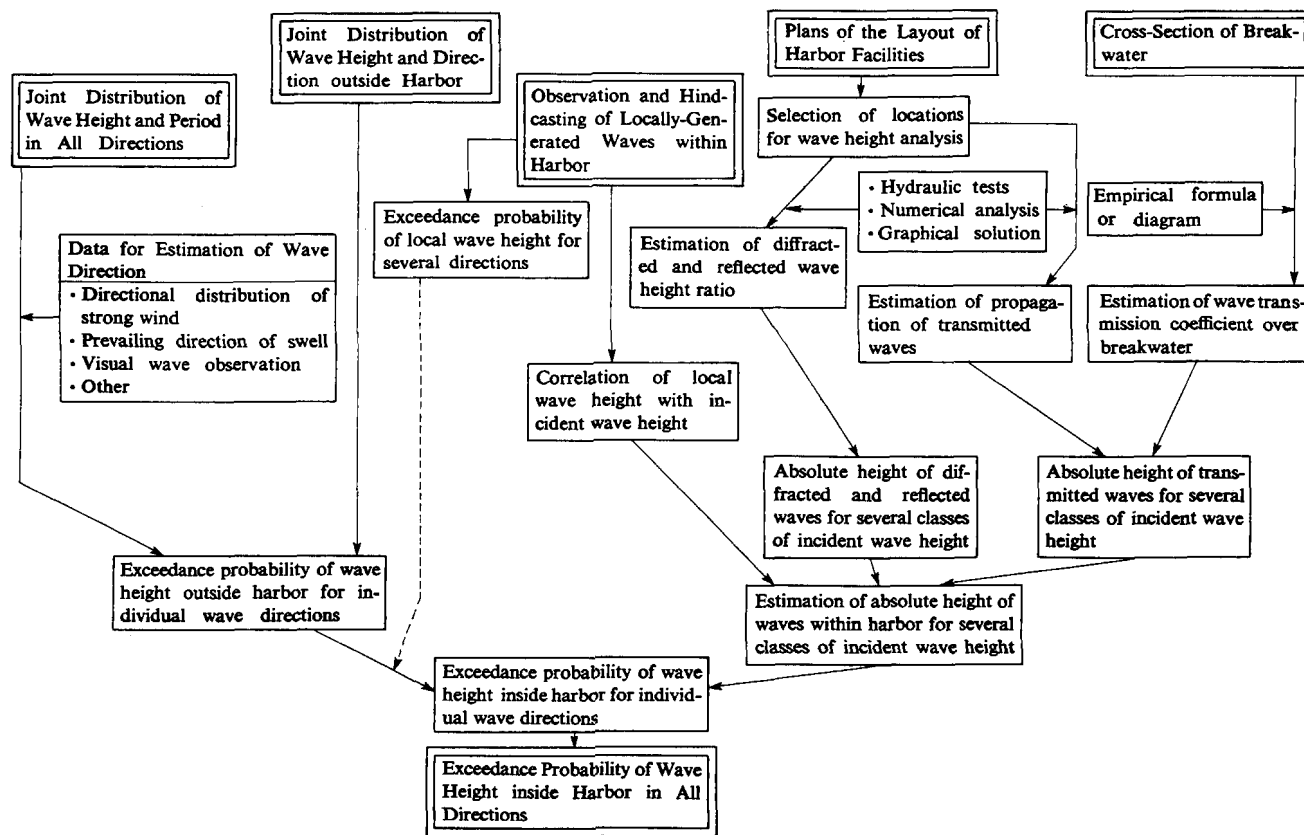 Joint Distribution of
Wave Height and Direc-
tion outside Harbor
Plans of the Layout of
Harbor Facilities
Cross-Section of Break-
water
Joint Distribution of
Wave Height and Period
in All Directions
Observation and Hind-
casting of Locally-Gen-
erated Waves within
Harbor
Selection of locations
for wave height analysis
• Hydraulic tests
• Numerical analysis
• Graphical solution
Empirical formula
or diagram
Exceedance probability
of local wave height for
several directions
Estimation of diffract-
ed and reflected wave
height ratio
Data for Estimation of Wave
Direction
• Directional distribution of
strong wind
• Prevailing direction of swell
• Visual wave observation
• Other
Estimation of propaga-
tion of transmitted
waves
Estimation of wave trans-
mission coefficient over
breakwater
Correlation of local
wave height with in-
cident wave height
Absolute height of dif-
fracted and reflected
waves for several classes
of incident wave height
Absolute height of trans-
mitted waves for several
classes of incident wave
height
Exceedance probability of wave
height outside harbor for in-
dividual wave directions
Estimation of absolute height of
waves within harbor for several
classes of incident wave height
Exceedance probability of wave
height inside harbor for individ-
ual wave directions
Exceedance Probability of Wave
Height inside Harbor in All
Directions